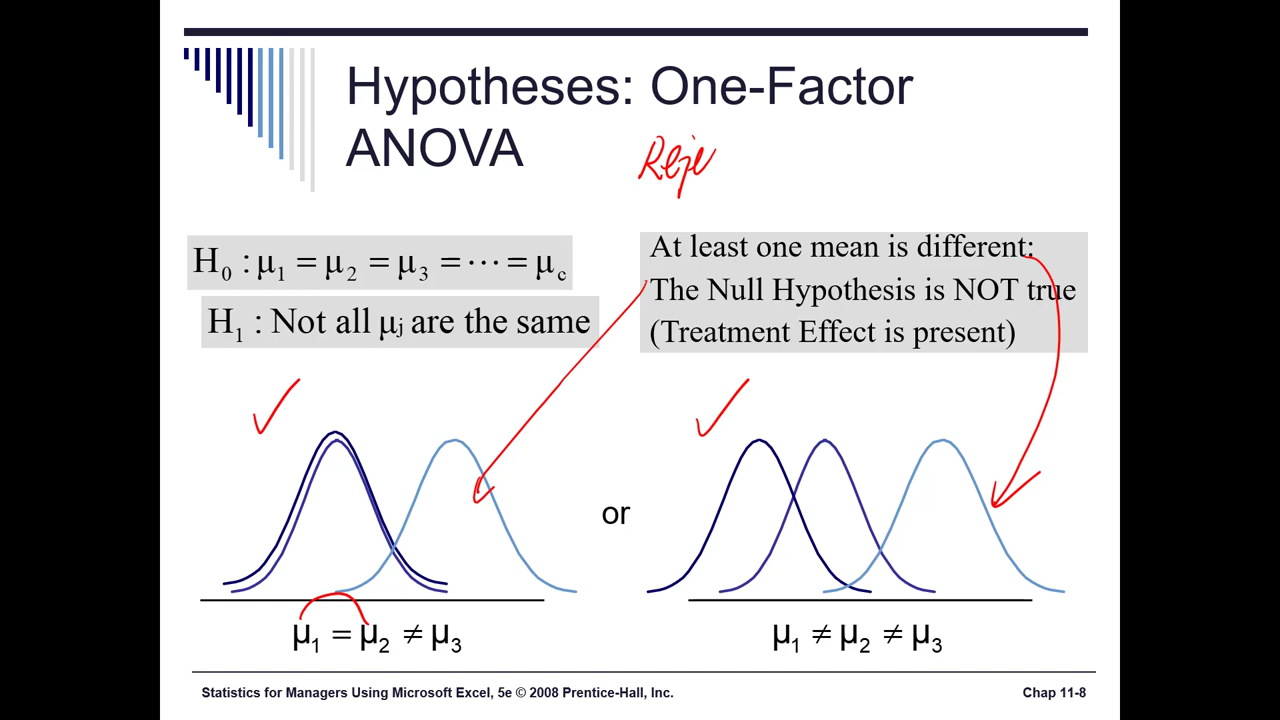 Hypotheses: One-Factor
ANOVA
Reje
H₀ : μ₁ = μ₂ = μ₃ = ⋯ = μ꜀
H₁ : Not all μⱼ are the same
At least one mean is different:
The Null Hypothesis is NOT true
(Treatment Effect is present)
or
μ₁ = μ₂ ≠ μ₃
μ₁ ≠ μ₂ ≠ μ₃
Statistics for Managers Using Microsoft Excel, 5e © 2008 Prentice-Hall, Inc.
Chap 11-8